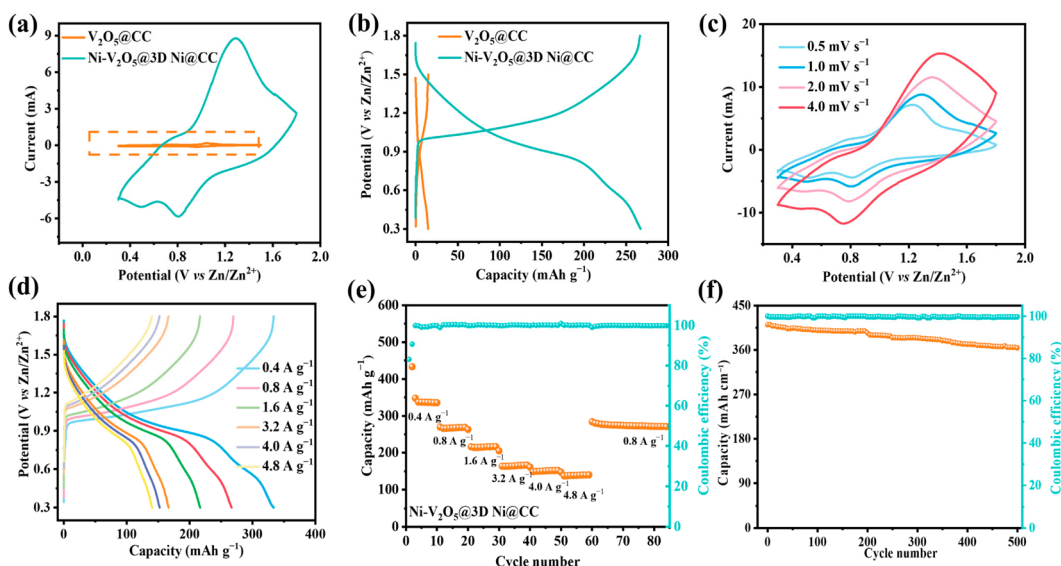 (a)
V₂O₅@CC
Ni-V₂O₅@3D Ni@CC
Current (mA)
9
6
3
0
-3
-6
0.0 0.4 0.8 1.2 1.6 2.0
Potential (V vs Zn/Zn²⁺)
(b)
V₂O₅@CC
Ni-V₂O₅@3D Ni@CC
Potential (V vs Zn/Zn²⁺)
1.8
1.5
1.2
0.9
0.6
0.3
0 50 100 150 200 250 300
Capacity (mAh g⁻¹)
(c)
0.5 mV s⁻¹
1.0 mV s⁻¹
2.0 mV s⁻¹
4.0 mV s⁻¹
Current (mA)
20
10
0
-10
0.4 0.8 1.2 1.6 2.0
Potential (V vs Zn/Zn²⁺)
(d)
0.4 A g⁻¹
0.8 A g⁻¹
1.6 A g⁻¹
3.2 A g⁻¹
4.0 A g⁻¹
4.8 A g⁻¹
Potential (V vs Zn/Zn²⁺)
1.8
1.5
1.2
0.9
0.6
0.3
0 100 200 300 400
Capacity (mAh g⁻¹)
(e)
Capacity (mAh g⁻¹)
600
550
500
450
400
350
300
250
200
150
100
50
0
0.4 A g⁻¹
0.8 A g⁻¹
1.6 A g⁻¹
3.2 A g⁻¹
4.0 A g⁻¹
4.8 A g⁻¹
0.8 A g⁻¹
Ni-V₂O₅@3D Ni@CC
0 20 40 60 80
Cycle number
100
80
60
40
20
0
Coulombic efficiency (%)
(f)
Capacity (mAh cm⁻¹)
450
360
270
180
90
0
0 100 200 300 400 500
Cycle number
100
80
60
40
20
0
Coulombic efficiency (%)